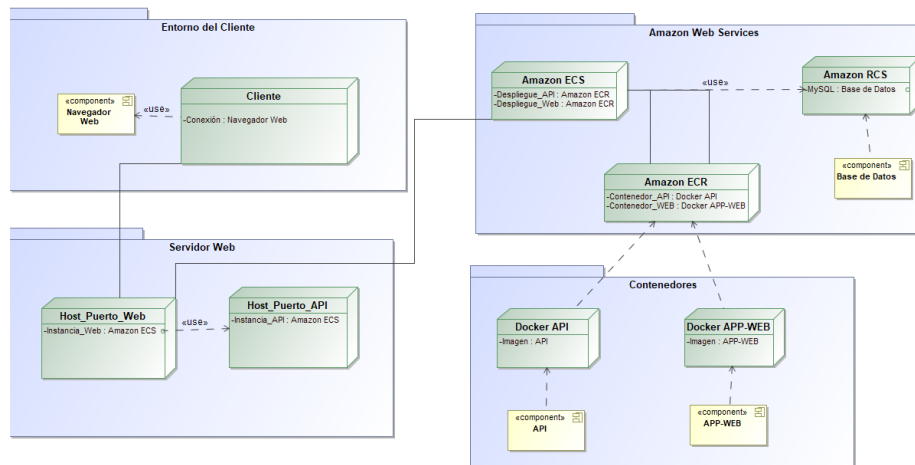 Entorno del Cliente
«component»
Navegador
Web
«use»
Cliente
-Conexión : Navegador Web
Servidor Web
Host_Puerto_Web
-Instancia_Web : Amazon ECS
«use»
Host_Puerto_API
-Instancia_API : Amazon ECS
Amazon Web Services
Amazon ECS
-Despliegue_API : Amazon ECR
-Despliegue_Web : Amazon ECR
«use»
Amazon RCS
-MySQL : Base de Datos
«component»
Base de Datos
Amazon ECR
-Contenedor_API : Docker API
-Contenedor_WEB : Docker APP-WEB
Contenedores
Docker API
-Imagen : API
Docker APP-WEB
-Imagen : APP-WEB
«component»
API
«component»
APP-WEB